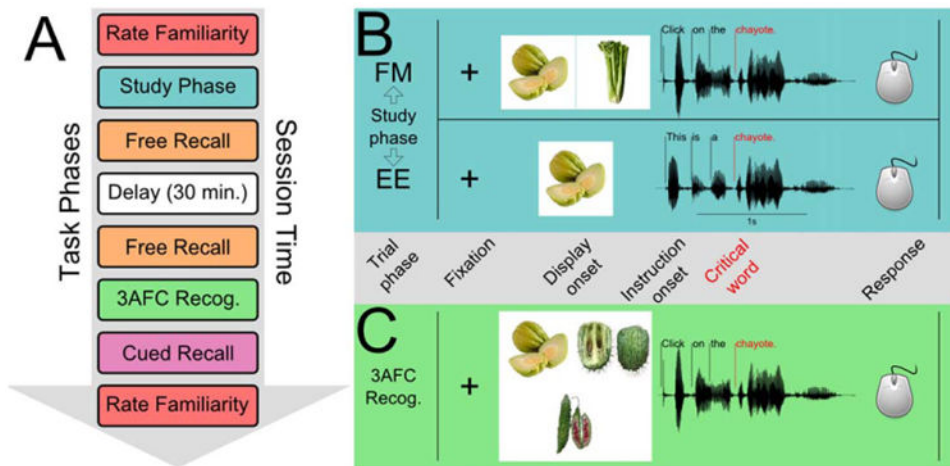 A
Task Phases
Rate Familiarity
Study Phase
Free Recall
Delay (30 min.)
Free Recall
3AFC Recog.
Cued Recall
Rate Familiarity
Session Time
B
FM
Study
phase
EE
+
Click on the chayote.
+
This is a chayote.
1s
Trial
phase
Fixation
Display
onset
Instruction
onset
Critical
word
Response
C
3AFC
Recog.
+
Click on the chayote.